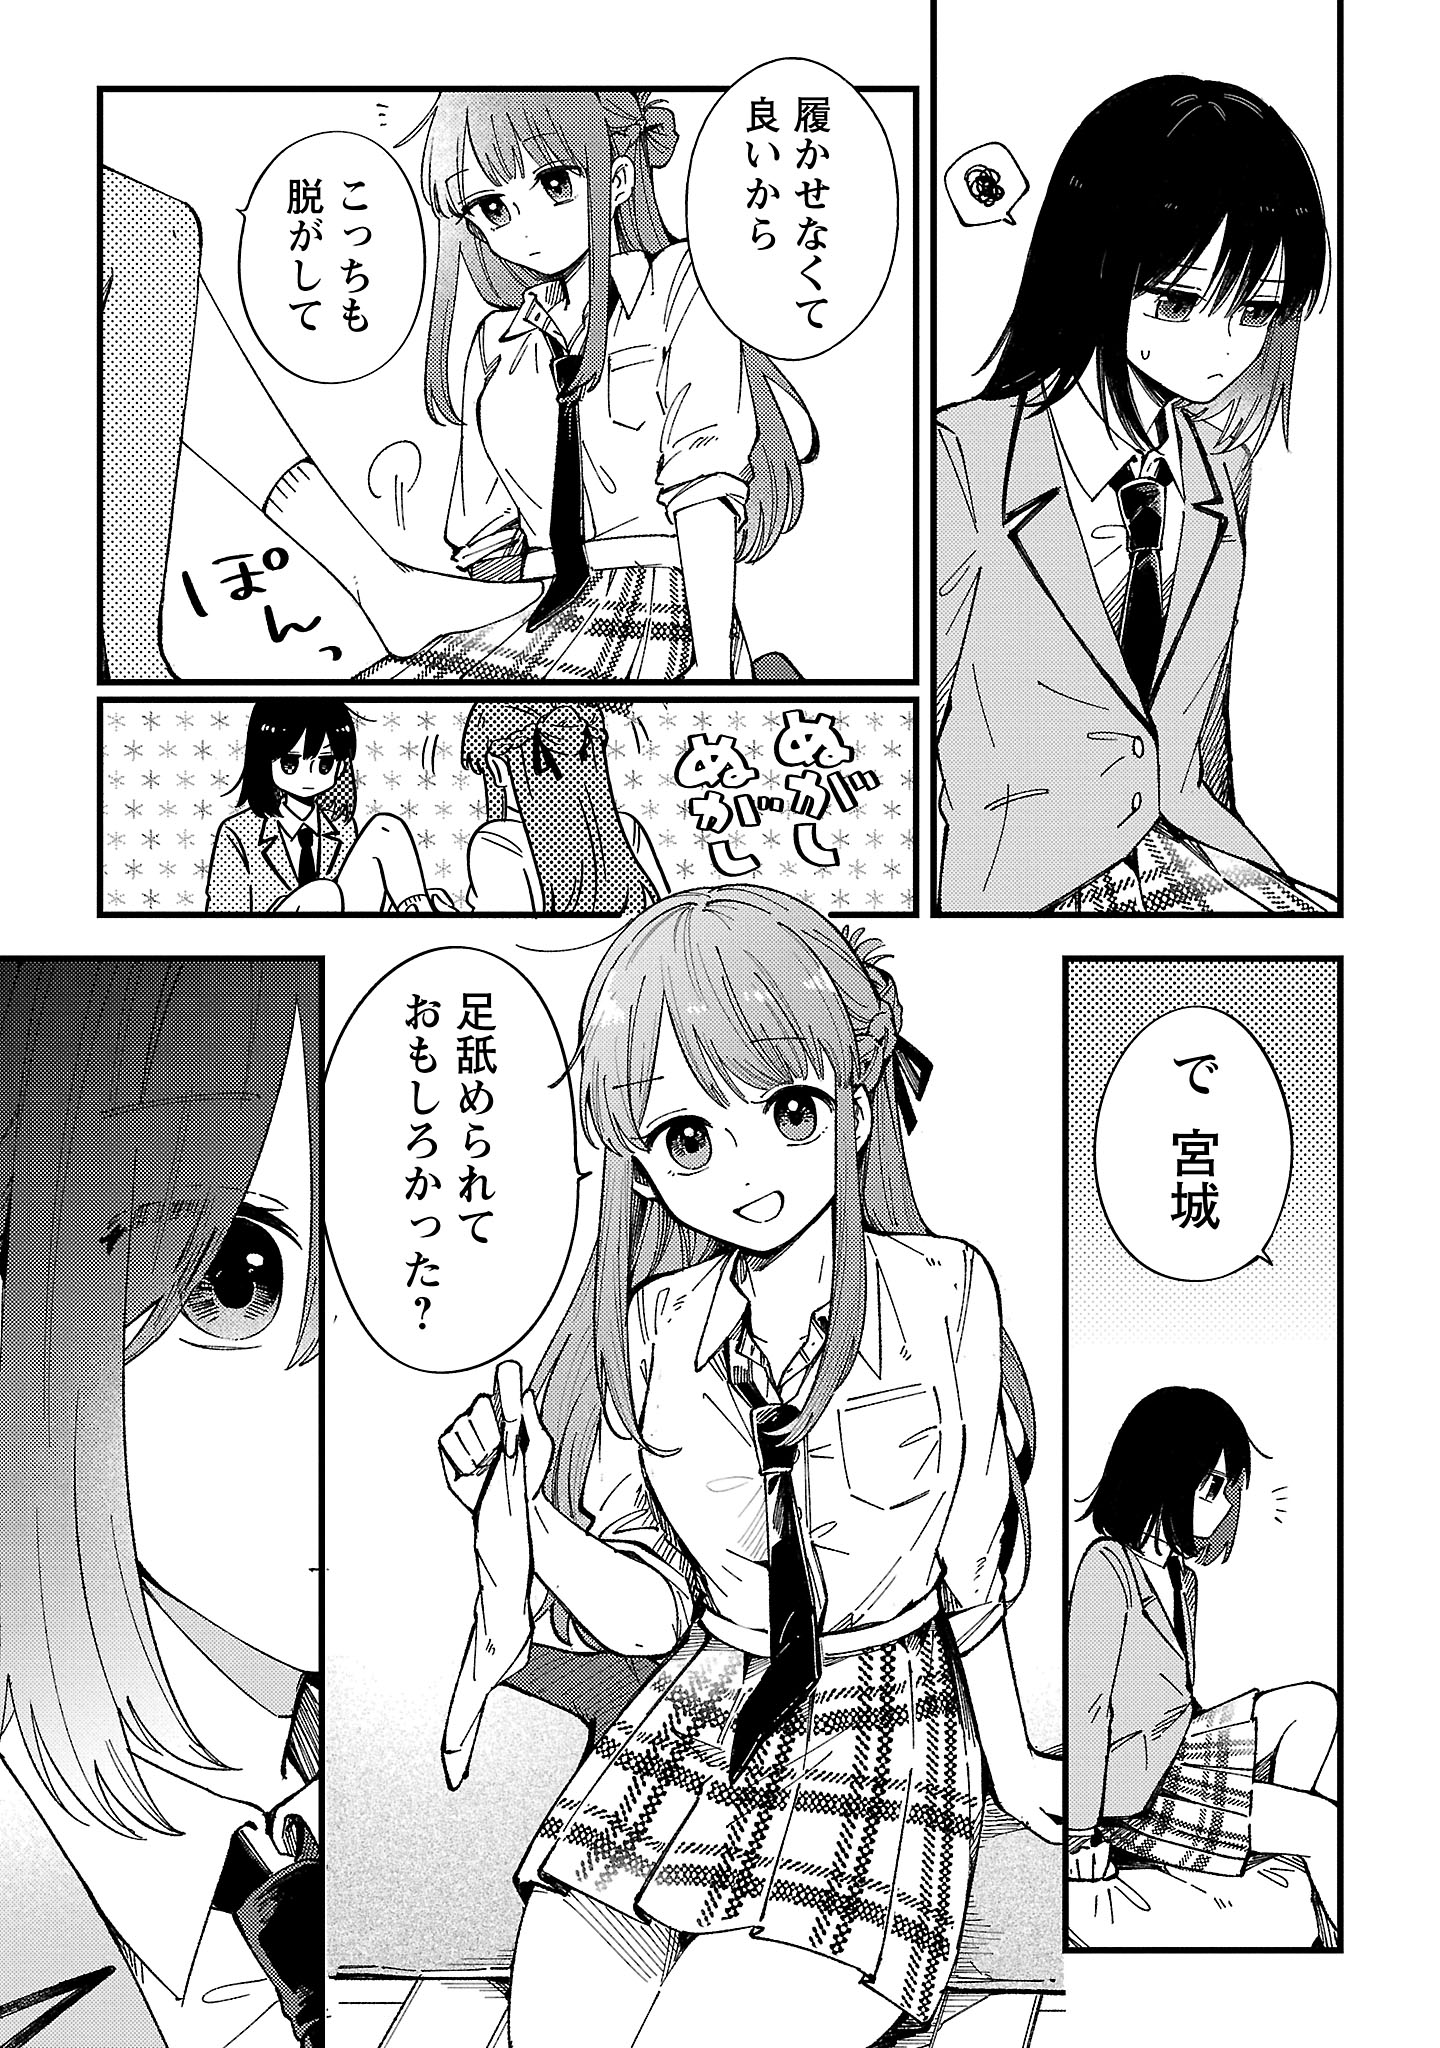 履かせなくて
良いから
こっちも
脱がして
ぽんっ
ぬがし
ぬがし
で 宮城
足舐められて
おもしろかった?